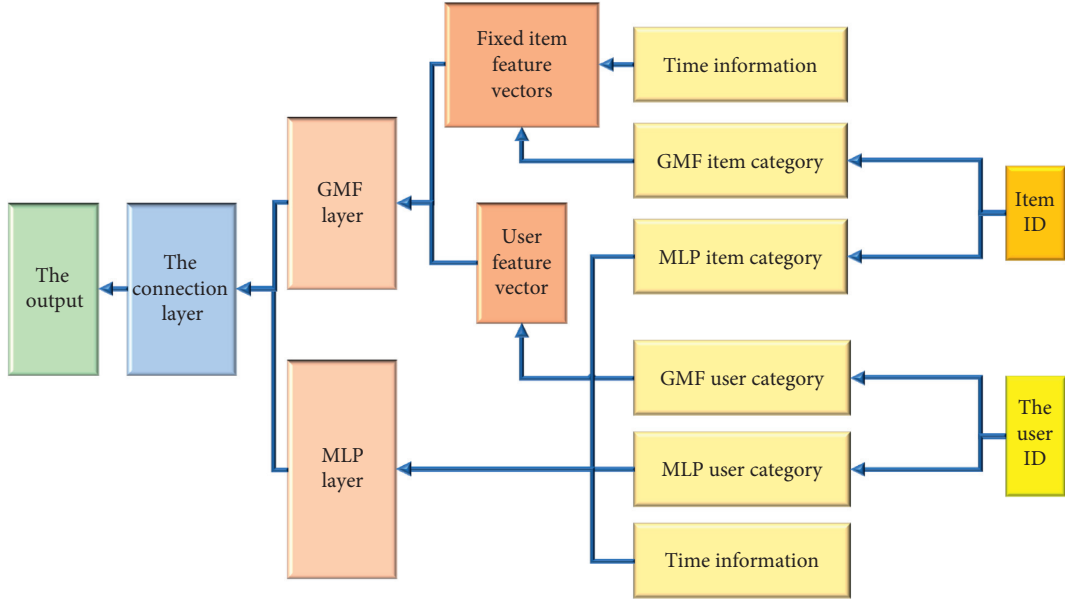 Fixed item
feature
vectors
Time information
GMF item category
GMF
layer
Item
ID
User
feature
vector
MLP item category
The
output
The
connection
layer
GMF user category
The
user
ID
MLP
layer
MLP user category
Time information